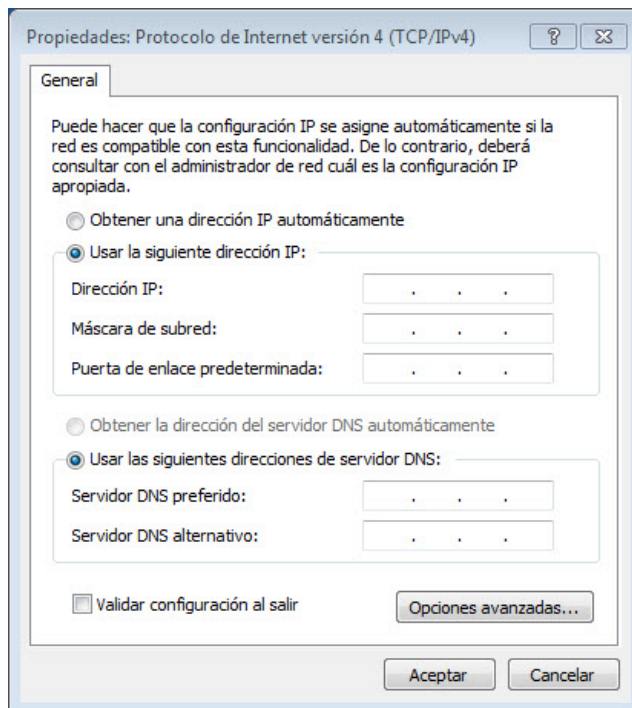 Propiedades: Protocolo de Internet versión 4 (TCP/IPv4)
General
Puede hacer que la configuración IP se asigne automáticamente si la
red es compatible con esta funcionalidad. De lo contrario, deberá
consultar con el administrador de red cuál es la configuración IP
apropiada.
Obtener una dirección IP automáticamente
Usar la siguiente dirección IP:
Dirección IP:
Máscara de subred:
Puerta de enlace predeterminada:
Obtener la dirección del servidor DNS automáticamente
Usar las siguientes direcciones de servidor DNS:
Servidor DNS preferido:
Servidor DNS alternativo:
Validar configuración al salir
Opciones avanzadas...
Aceptar
Cancelar